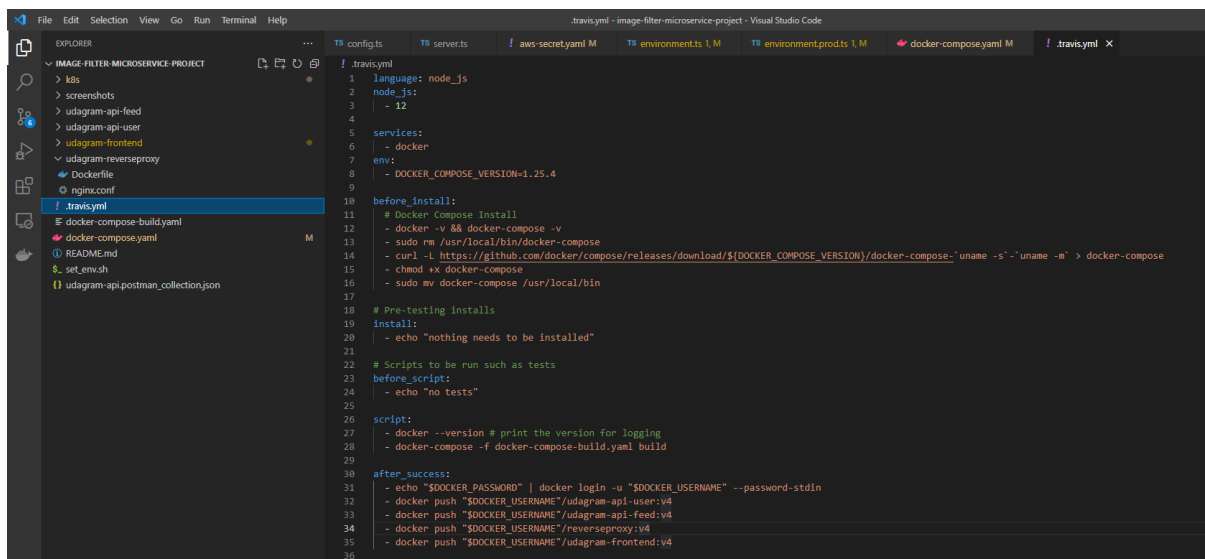 File Edit Selection View Go Run Terminal Help
.travis.yml - image-filter-microservice-project - Visual Studio Code
EXPLORER
TS config.ts
TS server.ts
! aws-secret.yaml M
TS environment.ts 1, M
TS environment.prod.ts 1, M
docker-compose.yaml M
! .travis.yml
IMAGE-FILTER-MICROSERVICE-PROJECT
> k8s
> screenshots
> udagram-api-feed
> udagram-api-user
> udagram-frontend
udagram-reverseproxy
Dockerfile
nginx.conf
! .travis.yml
docker-compose-build.yaml
docker-compose.yaml M
README.md
$_ set_env.sh
{} udagram-api.postman_collection.json
6
! .travis.yml
1 language: node_js
2 node_js:
3 - 12
4
5 services:
6 - docker
7 env:
8 - DOCKER_COMPOSE_VERSION=1.25.4
9
10 before_install:
11 # Docker Compose Install
12 - docker -v && docker-compose -v
13 - sudo rm /usr/local/bin/docker-compose
14 - curl -L https://github.com/docker/compose/releases/download/${DOCKER_COMPOSE_VERSION}/docker-compose-`uname -s`-`uname -m` > docker-compose
15 - chmod +x docker-compose
16 - sudo mv docker-compose /usr/local/bin
17
18 # Pre-testing installs
19 install:
20 - echo "nothing needs to be installed"
21
22 # Scripts to be run such as tests
23 before_script:
24 - echo "no tests"
25
26 script:
27 - docker --version # print the version for logging
28 - docker-compose -f docker-compose-build.yaml build
29
30 after_success:
31 - echo "$DOCKER_PASSWORD" | docker login -u "$DOCKER_USERNAME" --password-stdin
32 - docker push "$DOCKER_USERNAME"/udagram-api-user:v4
33 - docker push "$DOCKER_USERNAME"/udagram-api-feed:v4
34 - docker push "$DOCKER_USERNAME"/reverseproxy:v4
35 - docker push "$DOCKER_USERNAME"/udagram-frontend:v4
36